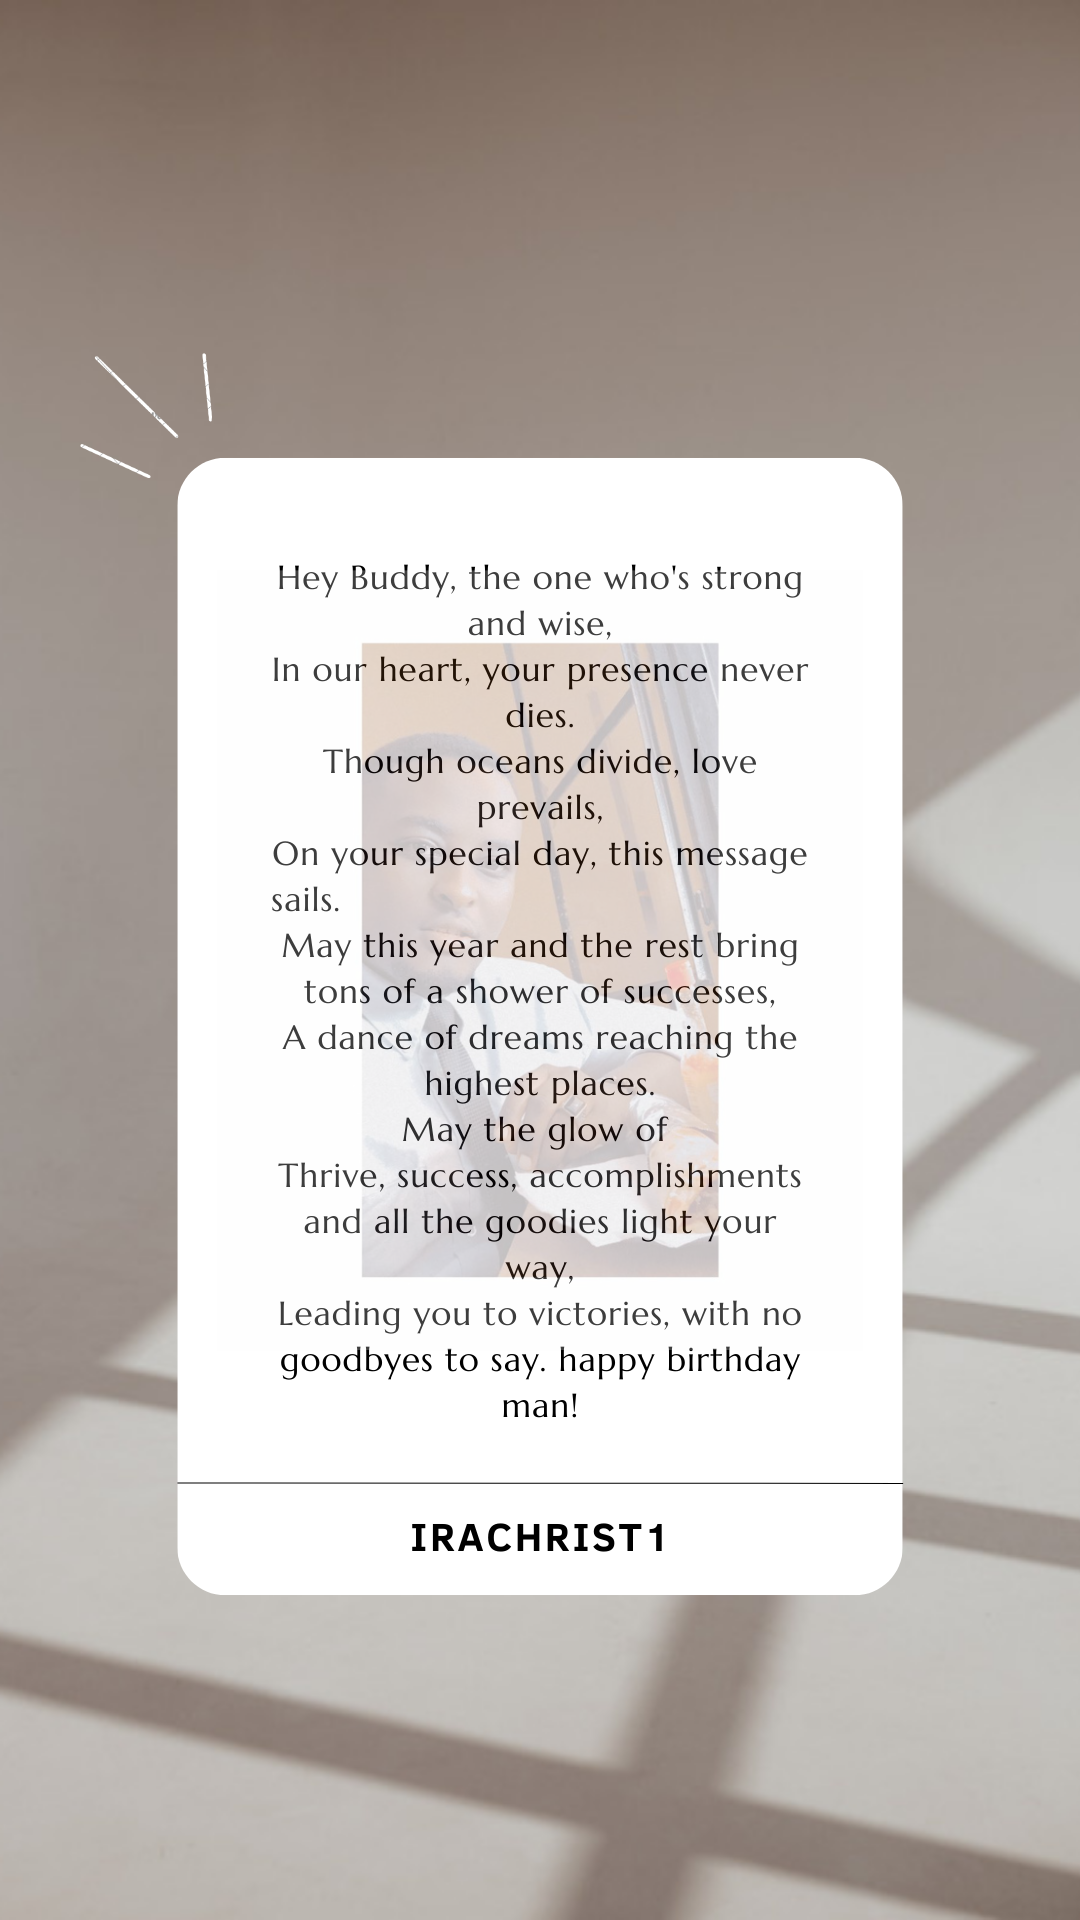 Hey Buddy, the one who's strong
and wise,
In our heart, your presence never
dies.
Though oceans divide, love
prevails,
On your special day, this message
sails.
May this year and the rest bring
tons of a shower of successes,
A dance of dreams reaching the
highest places.
May the glow of
Thrive, success, accomplishments
and all the goodies light your
way,
Leading you to victories, with no
goodbyes to say. happy birthday
man!
IRACHRIST1